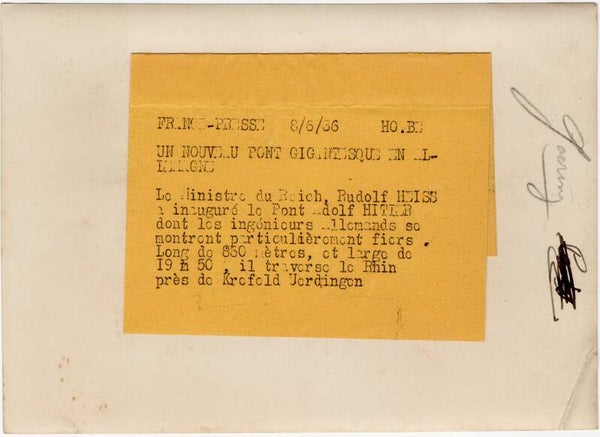 FRANCE-PRESSE 8/6/36 HO.BE
UN NOUVEAU PONT GIGANTESQUE EN AL-
LEMAGNE
Le Ministre du Reich, Rudolf HEISS
a inauguré le Pont Adolf HITLER
dont les ingénieurs allemands se
montrent particulièrement fiers.
Long de 850 mètres, et large de
19 m 50, il traverse le Rhin
près de Krefeld Uerdingen
Goering